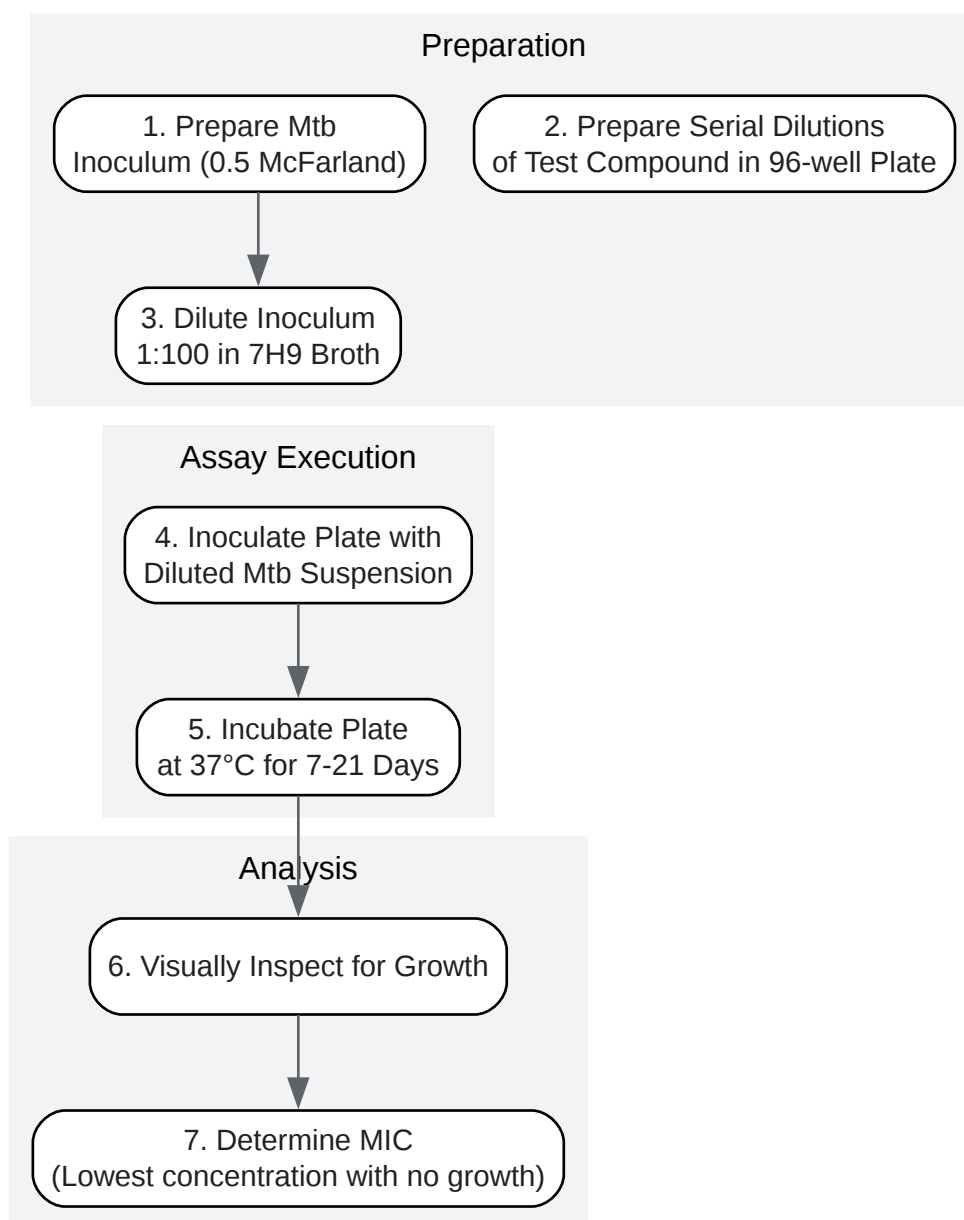 Preparation
1. Prepare Mtb
Inoculum (0.5 McFarland)
2. Prepare Serial Dilutions
of Test Compound in 96-well Plate
3. Dilute Inoculum
1:100 in 7H9 Broth
Assay Execution
4. Inoculate Plate with
Diluted Mtb Suspension
5. Incubate Plate
at 37°C for 7-21 Days
Analysis
6. Visually Inspect for Growth
7. Determine MIC
(Lowest concentration with no growth)